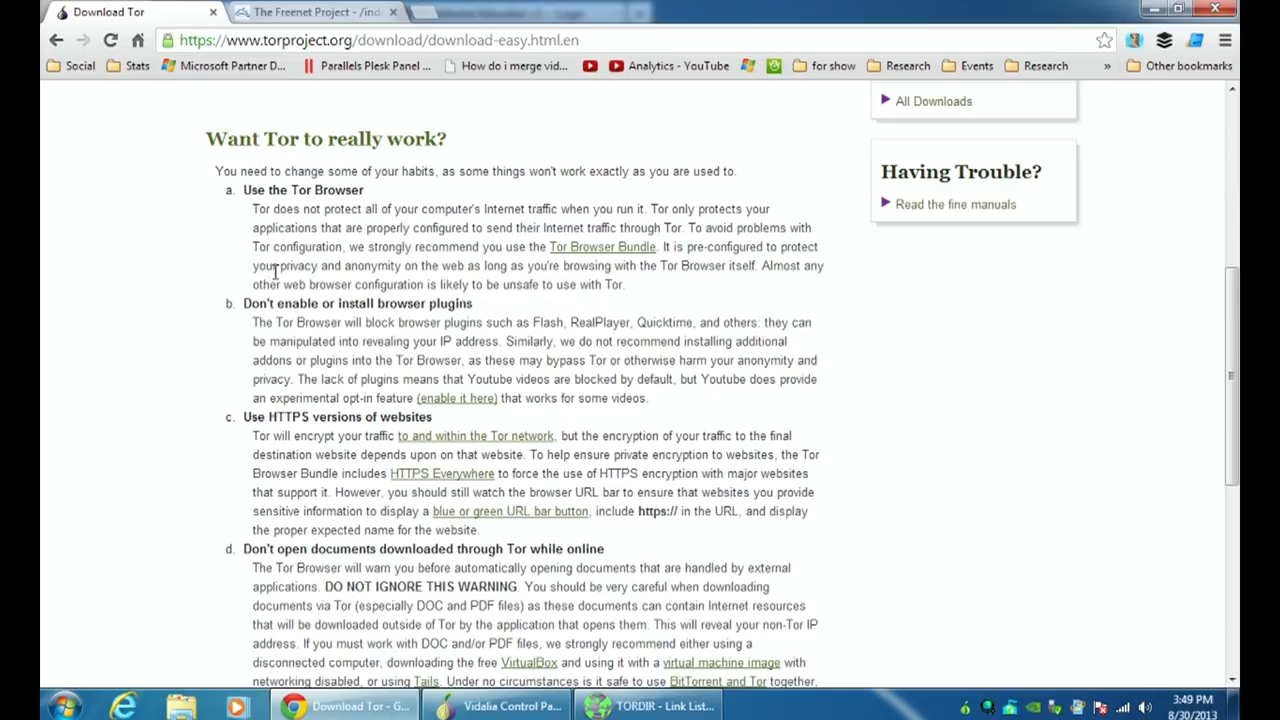 Download Tor
The Freenet Project - /ind
https://www.torproject.org/download/download-easy.html.en
Social
Stats
Microsoft Partner D...
Parallels Plesk Panel ...
How do i merge vid...
Analytics - YouTube
for show
Research
Events
Research
»
Other bookmarks
All Downloads
Having Trouble?
Read the fine manuals
Want Tor to really work?
You need to change some of your habits, as some things won't work exactly as you are used to.
a. Use the Tor Browser
Tor does not protect all of your computer's Internet traffic when you run it. Tor only protects your
applications that are properly configured to send their Internet traffic through Tor. To avoid problems with
Tor configuration, we strongly recommend you use the Tor Browser Bundle. It is pre-configured to protect
your privacy and anonymity on the web as long as you're browsing with the Tor Browser itself. Almost any
other web browser configuration is likely to be unsafe to use with Tor.
b. Don't enable or install browser plugins
The Tor Browser will block browser plugins such as Flash, RealPlayer, Quicktime, and others: they can
be manipulated into revealing your IP address. Similarly, we do not recommend installing additional
addons or plugins into the Tor Browser, as these may bypass Tor or otherwise harm your anonymity and
privacy. The lack of plugins means that Youtube videos are blocked by default, but Youtube does provide
an experimental opt-in feature (enable it here) that works for some videos.
c. Use HTTPS versions of websites
Tor will encrypt your traffic to and within the Tor network, but the encryption of your traffic to the final
destination website depends upon on that website. To help ensure private encryption to websites, the Tor
Browser Bundle includes HTTPS Everywhere to force the use of HTTPS encryption with major websites
that support it. However, you should still watch the browser URL bar to ensure that websites you provide
sensitive information to display a blue or green URL bar button, include https:// in the URL, and display
the proper expected name for the website.
d. Don't open documents downloaded through Tor while online
The Tor Browser will warn you before automatically opening documents that are handled by external
applications. DO NOT IGNORE THIS WARNING. You should be very careful when downloading
documents via Tor (especially DOC and PDF files) as these documents can contain Internet resources
that will be downloaded outside of Tor by the application that opens them. This will reveal your non-Tor IP
address. If you must work with DOC and/or PDF files, we strongly recommend either using a
disconnected computer, downloading the free VirtualBox and using it with a virtual machine image with
networking disabled, or using Tails. Under no circumstances is it safe to use BitTorrent and Tor together,
Download Tor - G...
Vidalia Control Pa...
TORDIR - Link List...
3:49 PM
8/30/2013